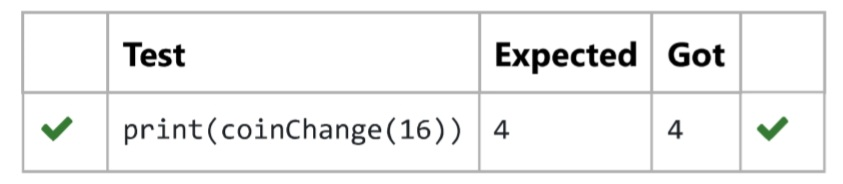 Test Expected Got
print(coinChange(16)) 4 4